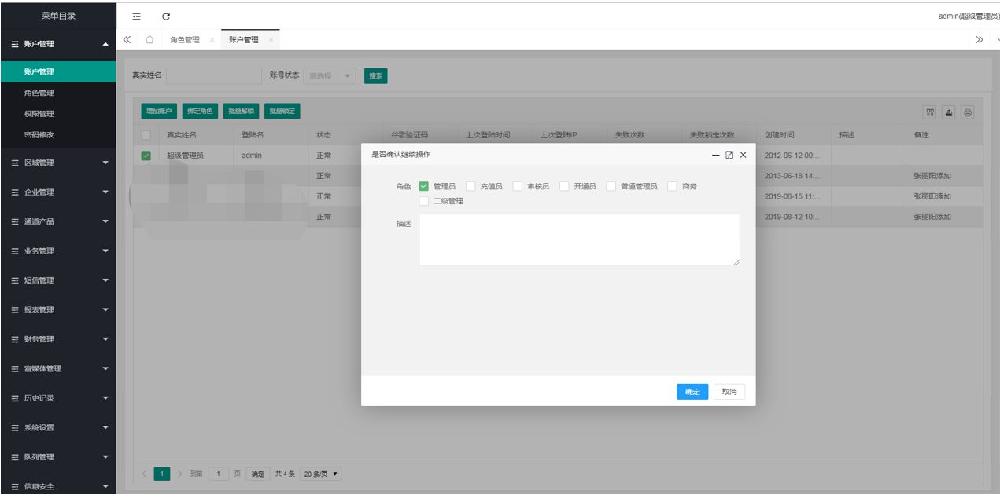 菜单目录
admin(超级管理员)
账户管理
角色管理
账户管理
账户管理
角色管理
权限管理
密码修改
区域管理
企业管理
通道产品
业务管理
短信管理
报表管理
财务管理
富媒体管理
历史记录
系统设置
队列管理
信息安全
真实姓名 账号状态 请选择 搜索
增加账户 绑定角色 批量解锁 批量锁定
真实姓名 登陆名 状态 谷歌验证码 上次登陆时间 上次登陆IP 失败次数 失败锁定次数 创建时间 描述 备注
超级管理员 admin 正常 2012-06-12 00:...
正常 2013-06-18 14:... 张丽阳添加
正常 2019-08-15 11:... 张丽阳添加
正常 2019-08-12 10:... 张丽阳添加
是否确认继续操作
角色 管理员 充值员 审核员 开通员 普通管理员 商务
二级管理
描述
确定 取消
1 到第 1 页 确定 共 4 条 20 条/页